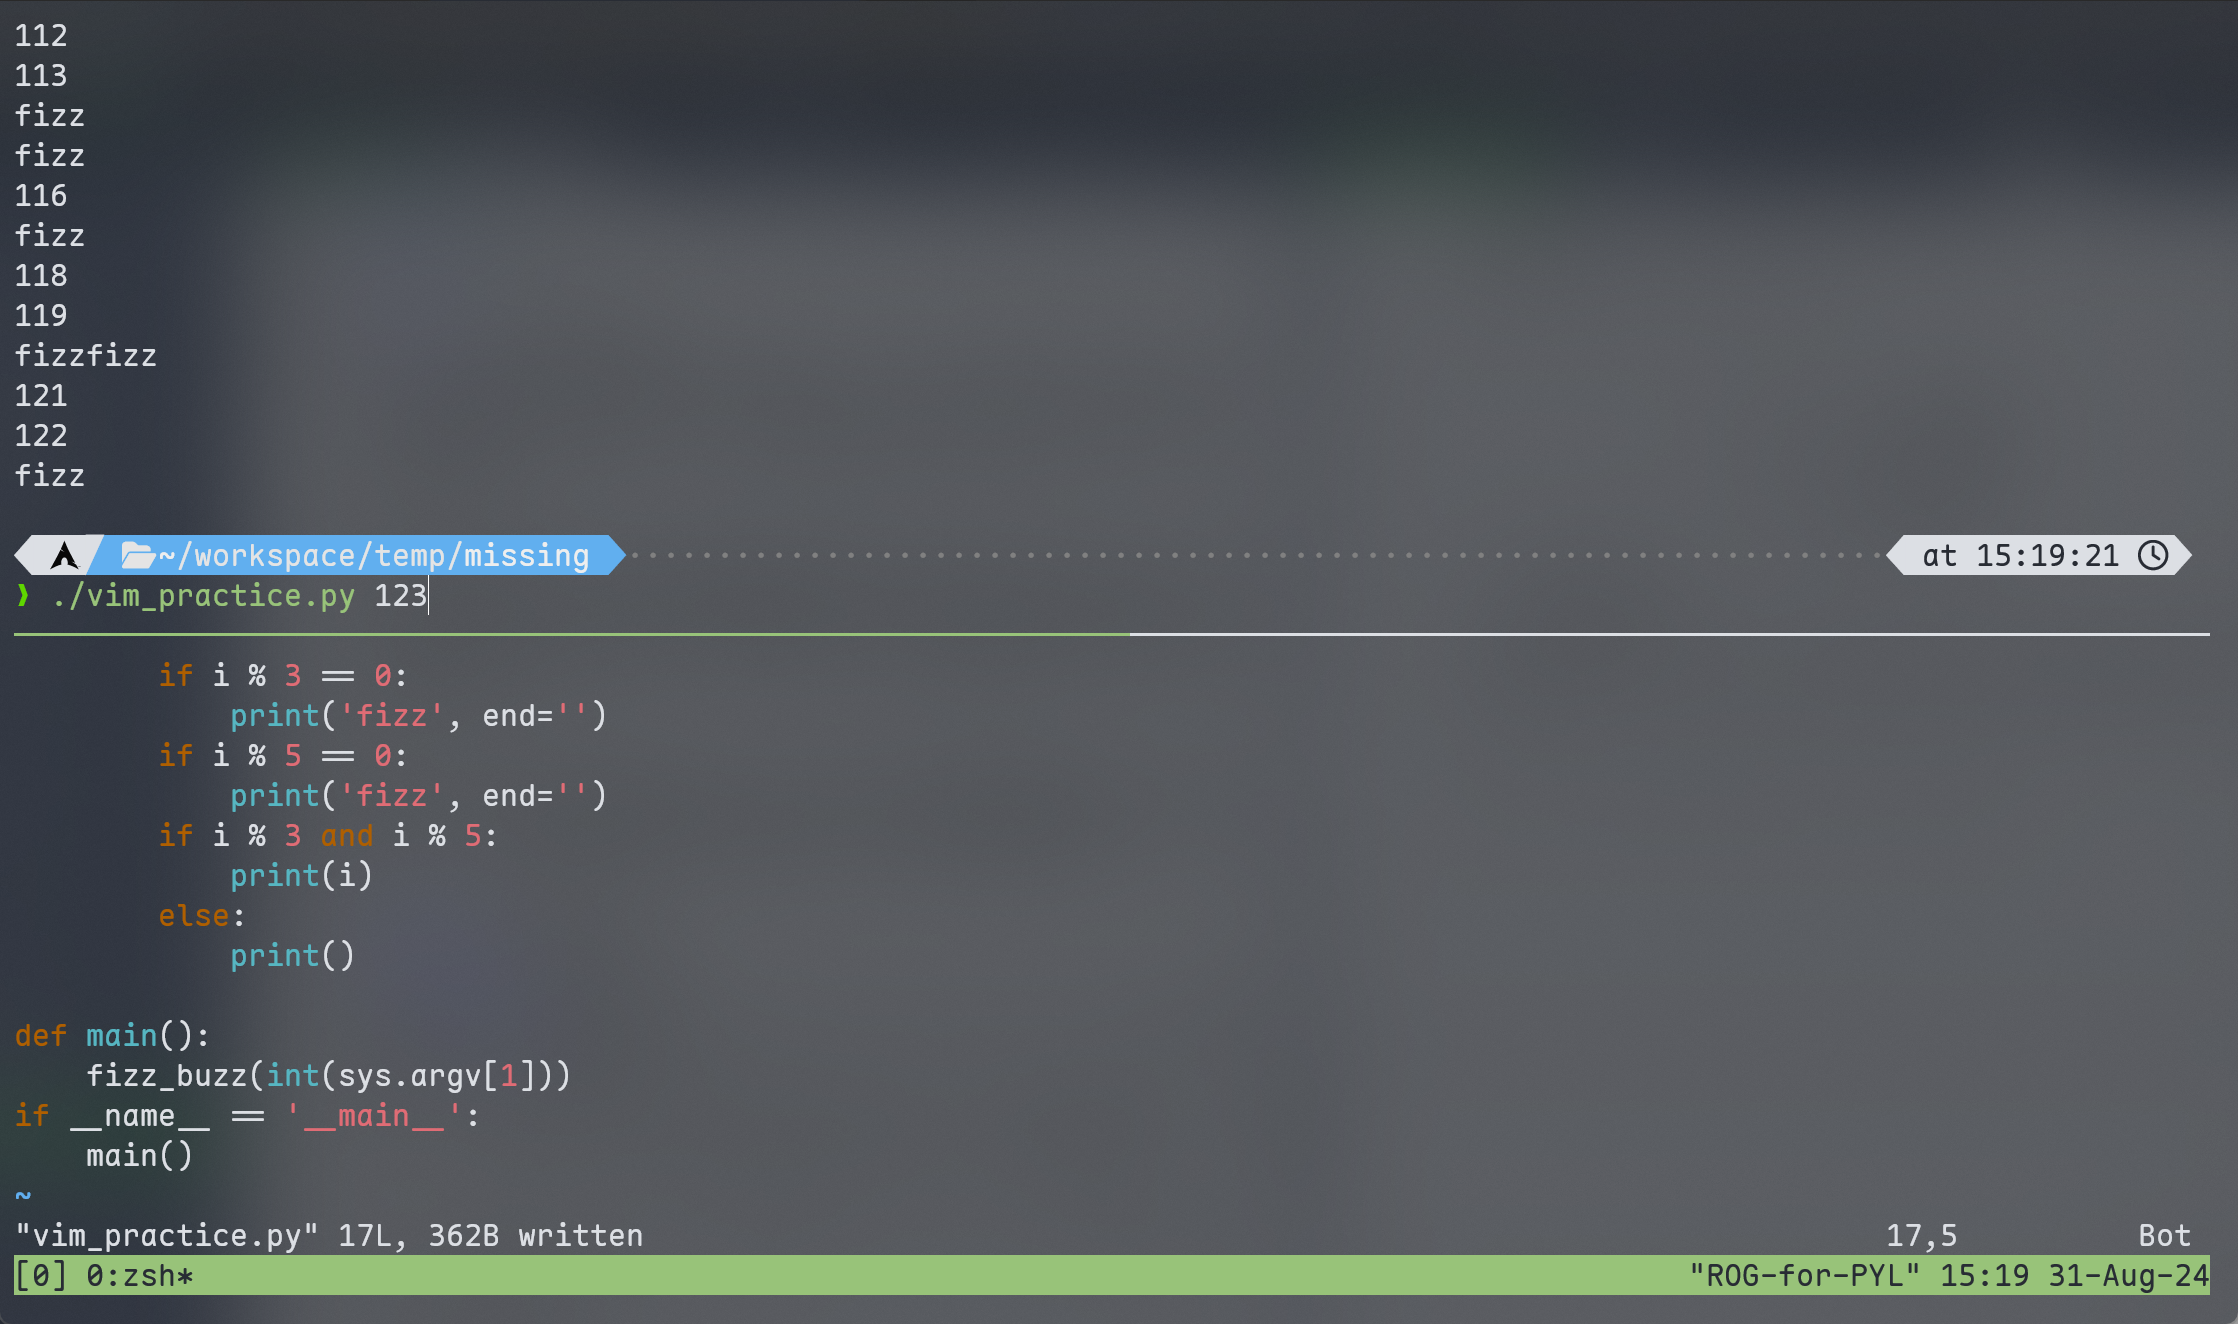 112
113
fizz
fizz
116
fizz
118
119
fizzfizz
121
122
fizz
~/workspace/temp/missing at 15:19:21
❯ ./vim_practice.py 123
        if i % 3 == 0:
            print('fizz', end='')
        if i % 5 == 0:
            print('fizz', end='')
        if i % 3 and i % 5:
            print(i)
        else:
            print()
def main():
    fizz_buzz(int(sys.argv[1]))
if __name__ == '__main__':
    main()
~
"vim_practice.py" 17L, 362B written 17,5 Bot
[0] 0:zsh* "ROG-for-PYL" 15:19 31-Aug-24